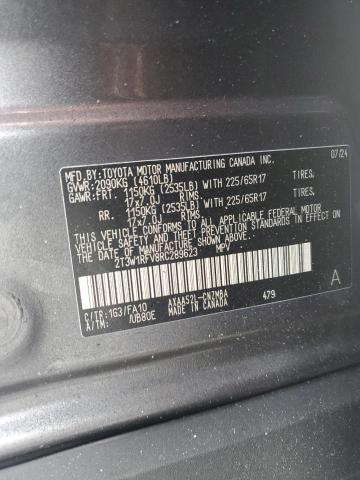 MFD.BY:TOYOTA MOTOR MANUFACTURING CANADA INC. 07/24
GVWR:2090KG (4610LB)
GAWR:FRT: 1150KG (2535LB) WITH 225/65R17 TIRES,
17x7.0J RIMS
RR: 1150KG (2535LB) WITH 225/65R17 TIRES,
17x7.0J RIMS
THIS VEHICLE CONFORMS TO ALL APPLICABLE FEDERAL MOTOR
VEHICLE SAFETY AND THEFT PREVENTION STANDARDS IN EFFECT
ON THE DATE OF MANUFACTURE SHOWN ABOVE.
2T3W1RFV8RC289623 MPV
C/TR:1G3/FA10 AXAA52L-CNZMBA 479
A/TM: /UB80E MADE IN CANADA
A